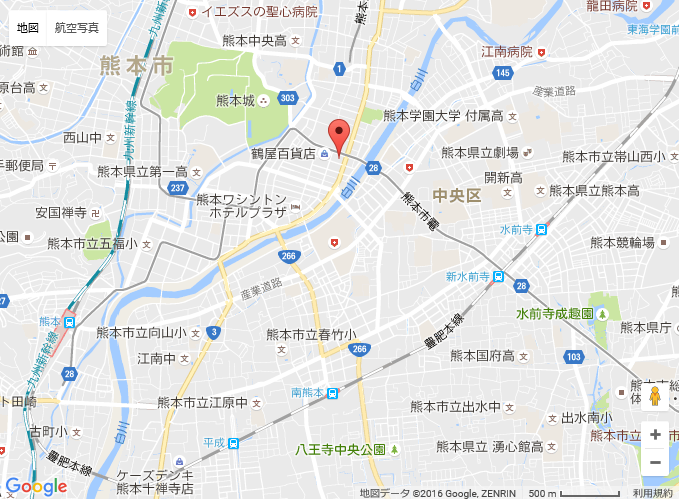 地図
航空写真
イエズスの聖心病院
龍田病院
東海学園前
熊本中央高
江南病院
熊本市
九州新幹線
術館
1
145
原台高
303
熊本城
白川
産業道路
熊本学園大学 付属高
西山中
鶴屋百貨店
熊本県立劇場
熊本市立帯山西小
手郵便局
熊本県立第一高
28
237
開新高
中央区
熊本県立熊本高
白川
熊本ワシントン
ホテルプラザ
安国禅寺
熊本市電
公園
熊本市立五福小
水前寺
熊本競輪場
266
新水前寺
28
産業道路
熊本
水前寺成趣園
熊本市立向山小
3
熊本市立春竹小
豊肥本線
熊本県庁
九州新幹線
江南中
266
熊本国府高
103
28
南熊本
ト田崎
熊本市立江原中
熊本市立出水中
出水南小
古町小
白川
平成
八王寺中央公園
熊本県立 湧心館高
豊肥本線
ケーズデンキ
熊本十禅寺店
Google
地図データ ©2016 Google, ZENRIN
500 m
利用規約